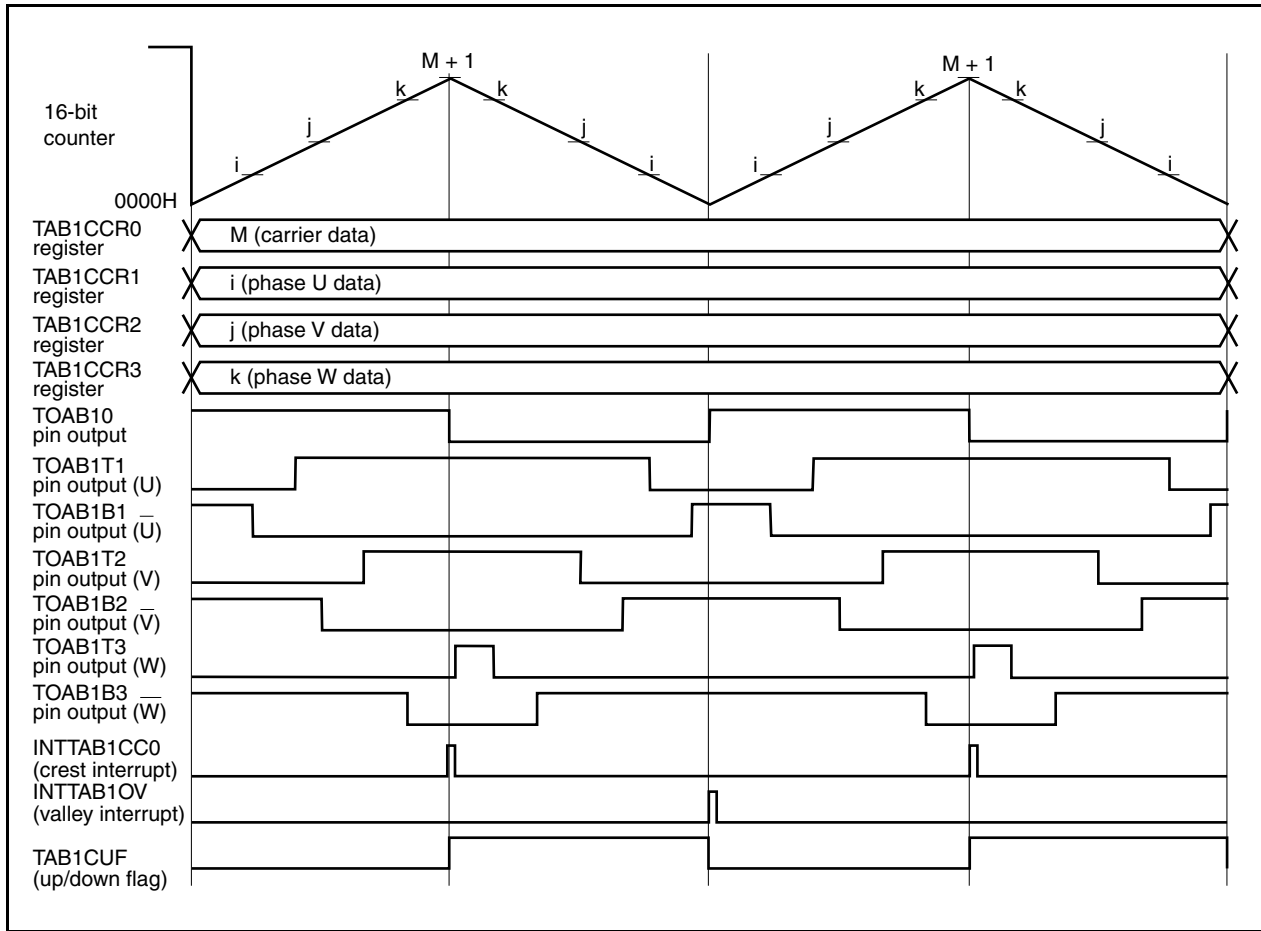 M + 1
M + 1
k
k
k
k
16-bit
counter
j
j
j
j
i
i
i
i
0000H
TAB1CCR0
register
M (carrier data)
TAB1CCR1
register
i (phase U data)
TAB1CCR2
register
j (phase V data)
TAB1CCR3
register
k (phase W data)
TOAB10
pin output
TOAB1T1
pin output (U)
TOAB1B1
pin output (U̅)
TOAB1T2
pin output (V)
TOAB1B2
pin output (V̅)
TOAB1T3
pin output (W)
TOAB1B3
pin output (W̅)
INTTAB1CC0
(crest interrupt)
INTTAB1OV
(valley interrupt)
TAB1CUF
(up/down flag)